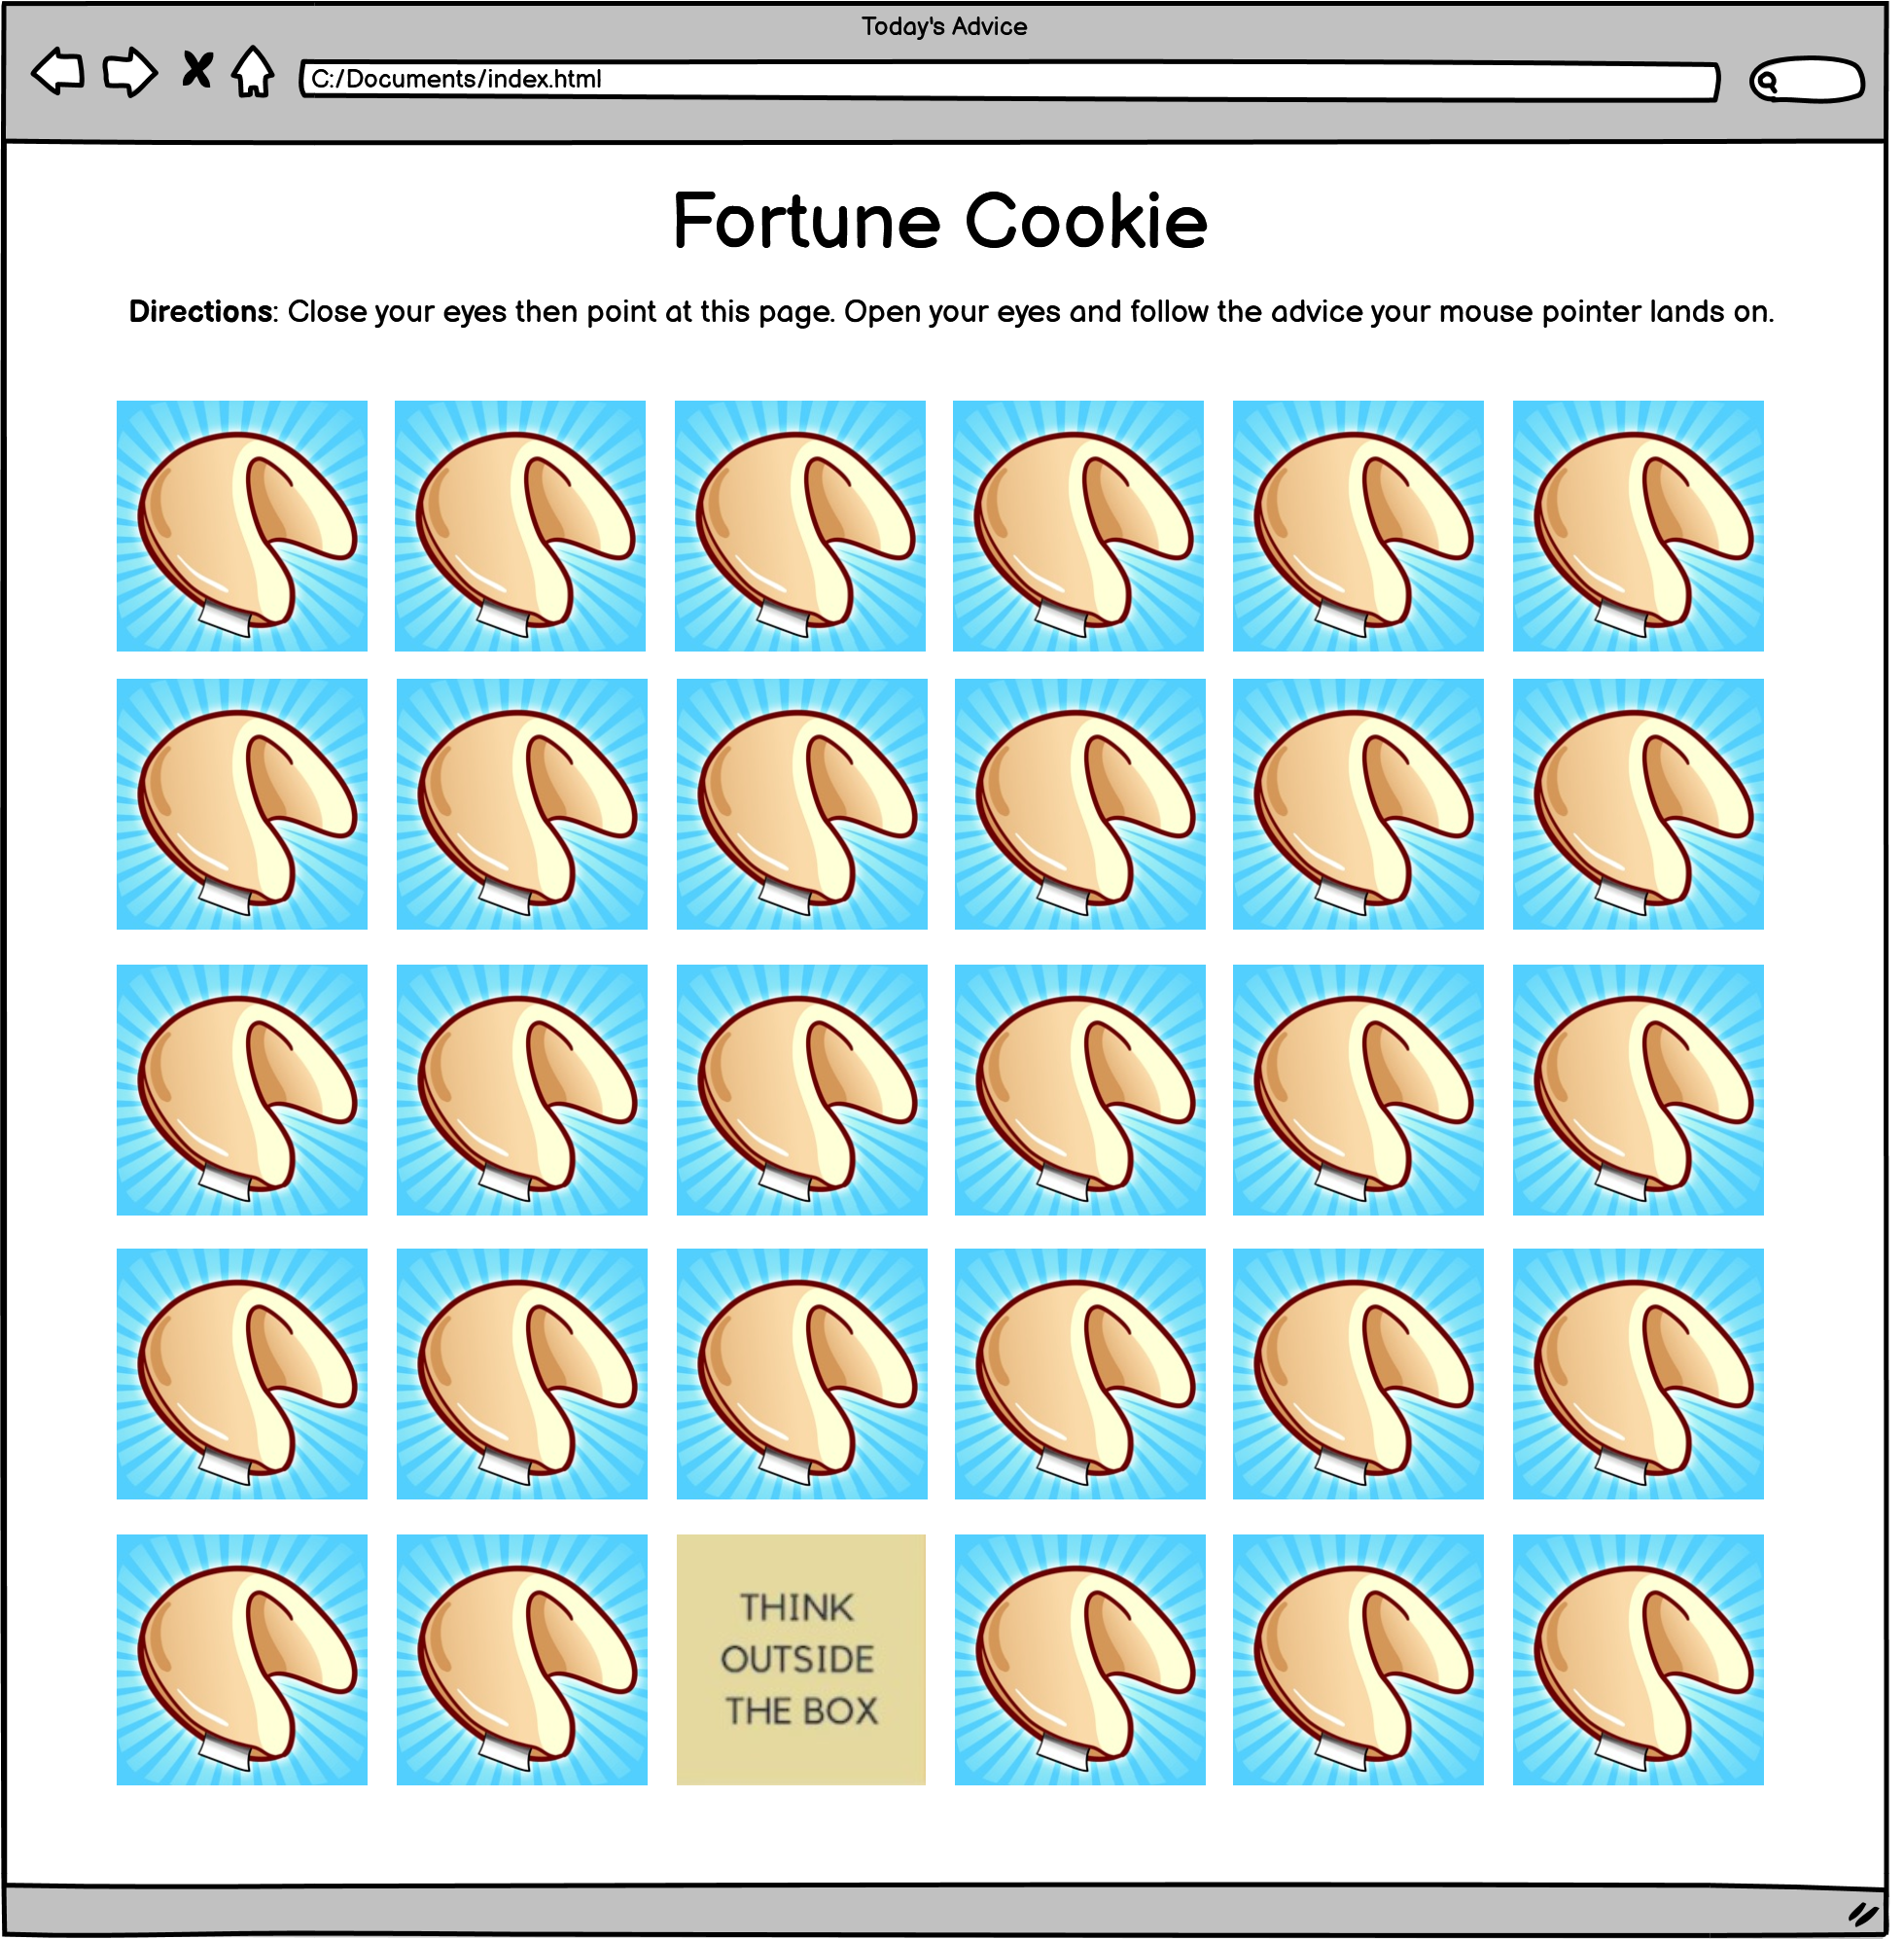 Today's Advice
C:/Documents/index.html
Fortune Cookie
Directions: Close your eyes then point at this page. Open your eyes and follow the advice your mouse pointer lands on.
THINK
OUTSIDE
THE BOX